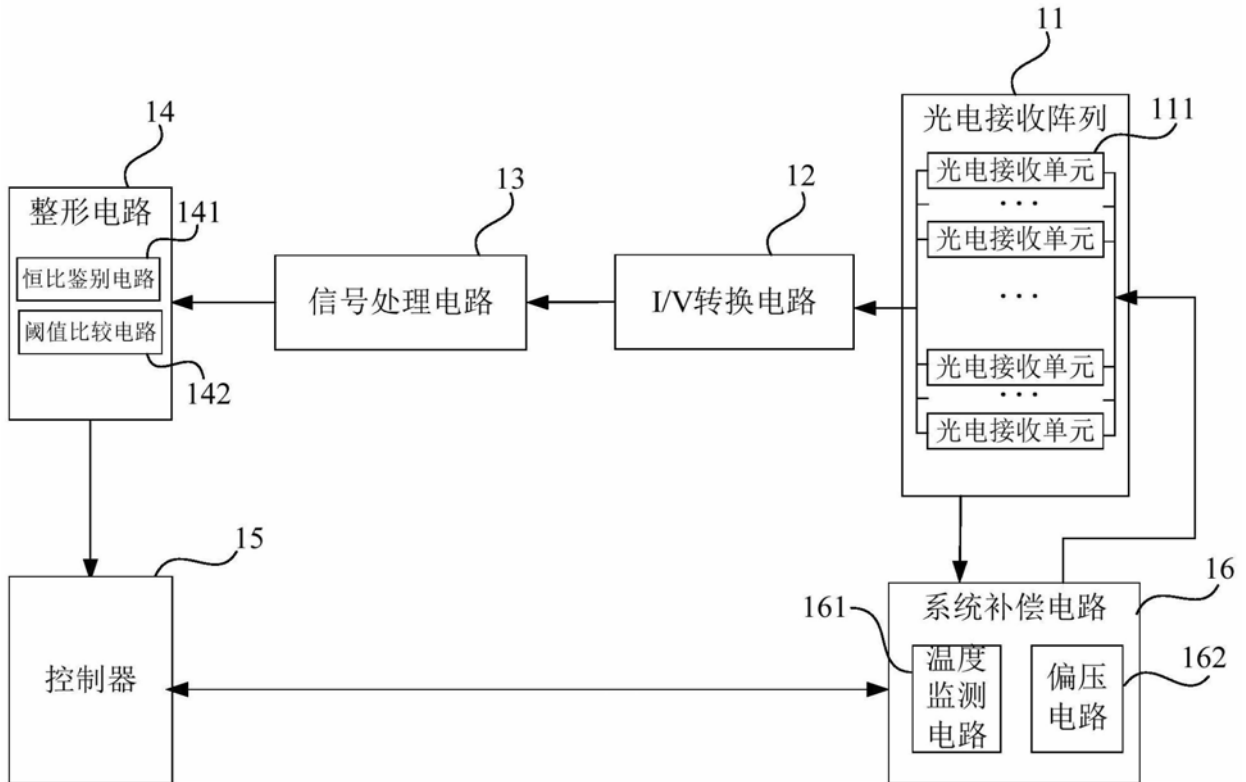 11
光电接收阵列
111
光电接收单元
...
光电接收单元
...
光电接收单元
...
光电接收单元
14
整形电路
141
恒比鉴别电路
阈值比较电路
142
13
信号处理电路
12
I/V转换电路
15
控制器
16
系统补偿电路
161
温度
监测
电路
162
偏压
电路